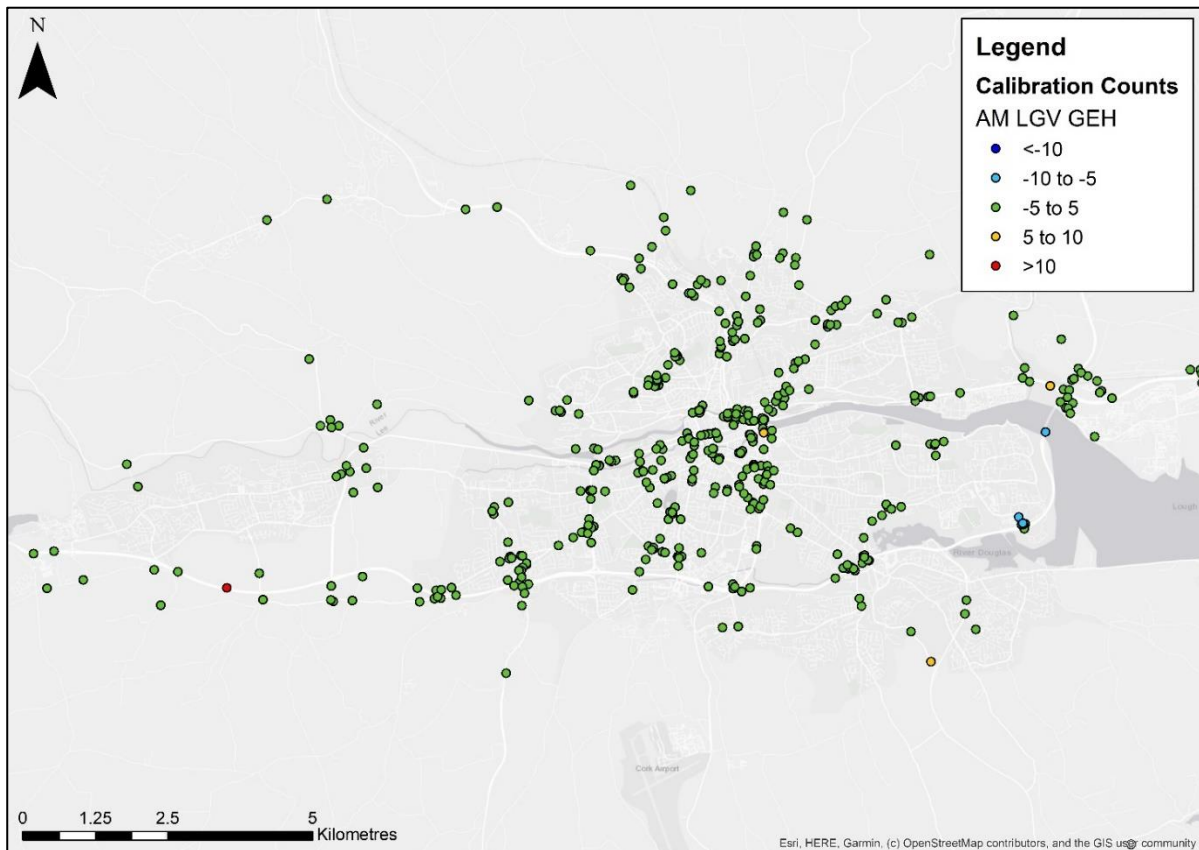 N
Legend
Calibration Counts
AM LGV GEH
<-10
-10 to -5
-5 to 5
5 to 10
>10
River
Lee
Lough
River Douglas
Cork Airport
0 1.25 2.5 5
Kilometres
Esri, HERE, Garmin, (c) OpenStreetMap contributors, and the GIS user community